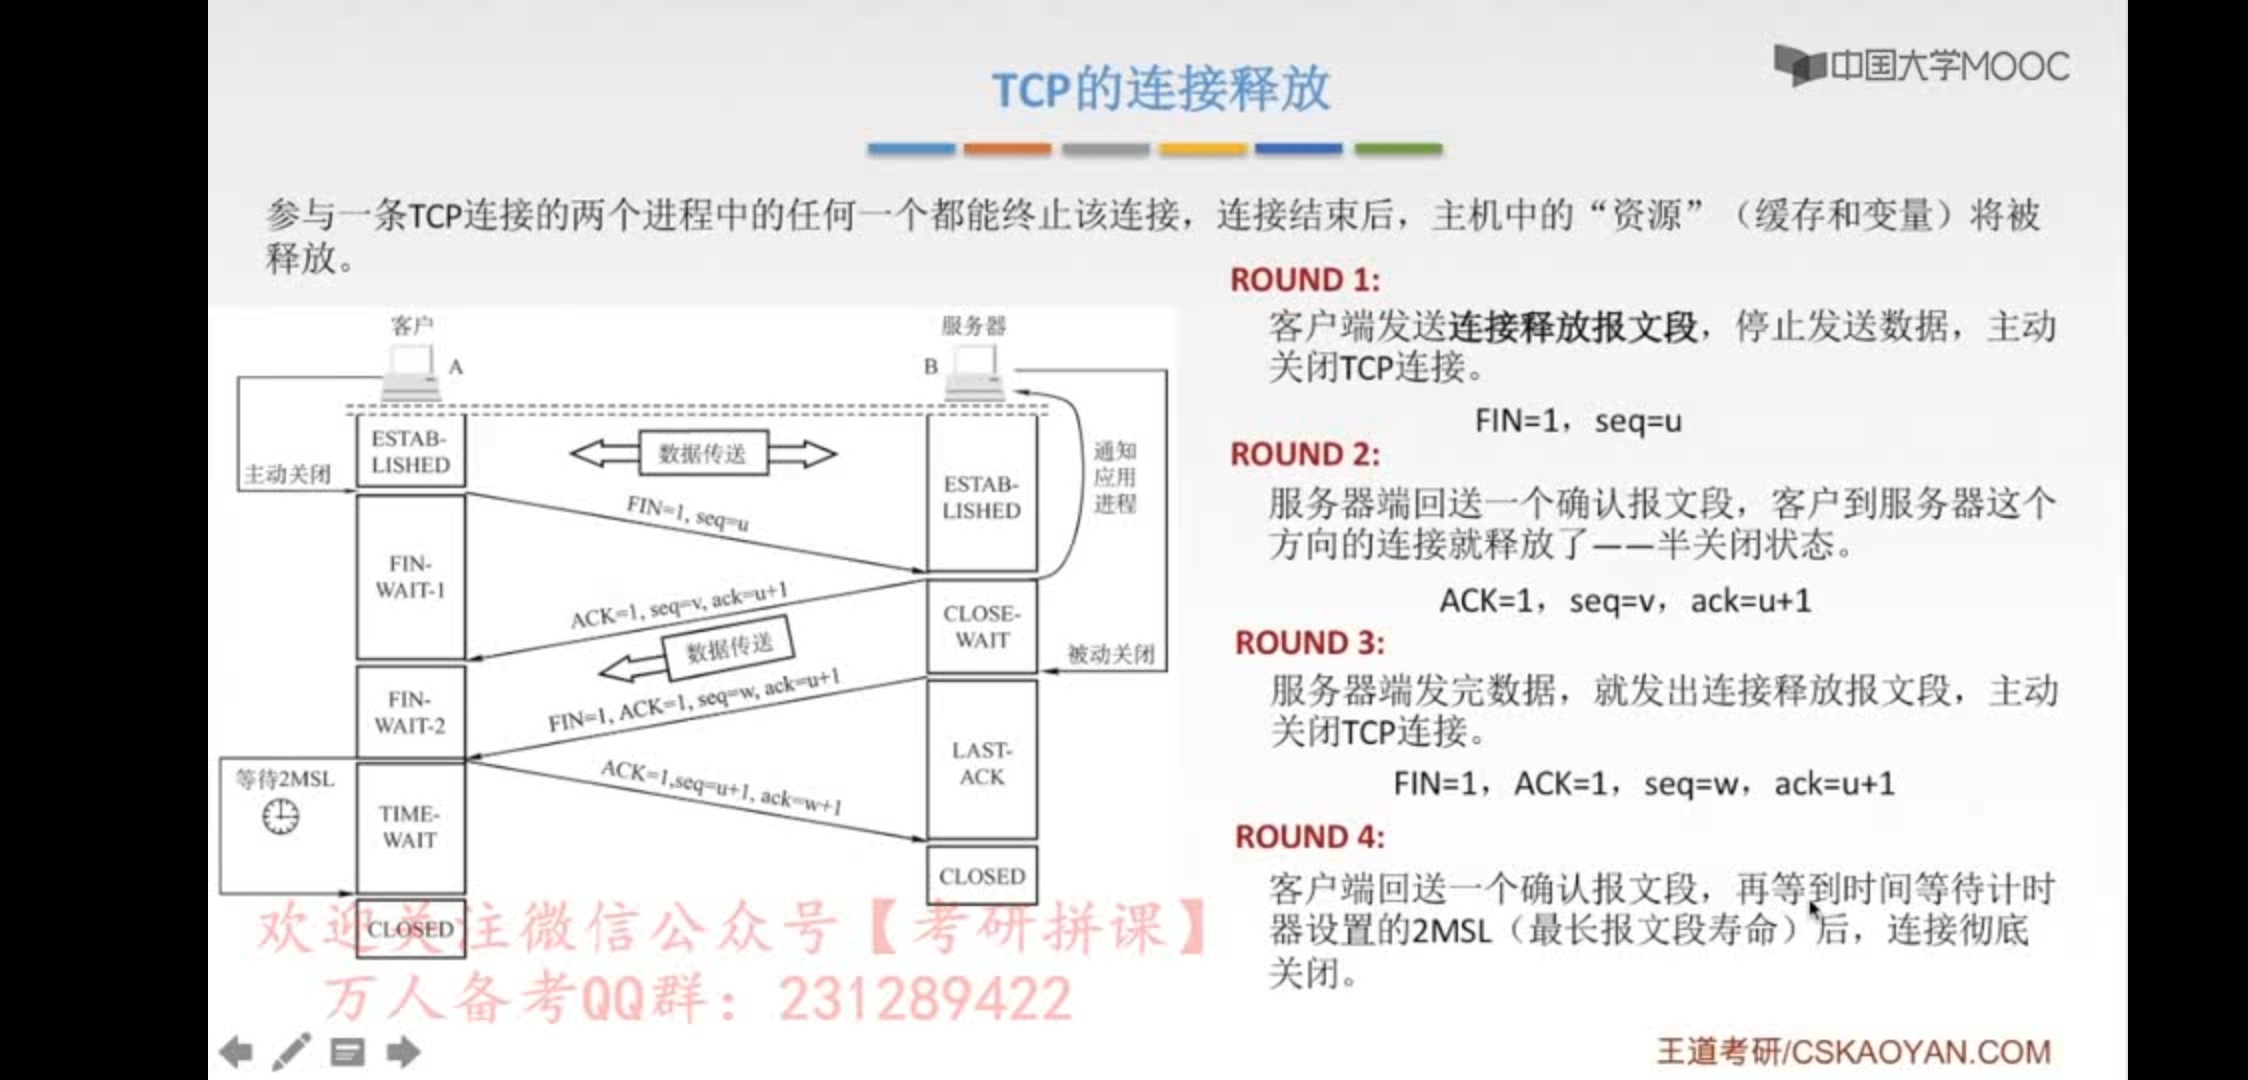 中国大学MOOC
TCP的连接释放
参与一条TCP连接的两个进程中的任何一个都能终止该连接，连接结束后，主机中的“资源”（缓存和变量）将被
释放。
客户
服务器
A
B
ESTAB-
LISHED
数据传送
ESTAB-
LISHED
通知
应用
进程
主动关闭
FIN=1, seq=u
FIN-
WAIT-1
ACK=1, seq=v, ack=u+1
CLOSE-
WAIT
数据传送
被动关闭
FIN-
WAIT-2
FIN=1, ACK=1, seq=w, ack=u+1
LAST-
ACK
等待2MSL
ACK=1,seq=u+1, ack=w+1
TIME-
WAIT
CLOSED
CLOSED
ROUND 1:
客户端发送连接释放报文段，停止发送数据，主动
关闭TCP连接。
FIN=1，seq=u
ROUND 2:
服务器端回送一个确认报文段，客户到服务器这个
方向的连接就释放了——半关闭状态。
ACK=1，seq=v，ack=u+1
ROUND 3:
服务器端发完数据，就发出连接释放报文段，主动
关闭TCP连接。
FIN=1，ACK=1，seq=w，ack=u+1
ROUND 4:
客户端回送一个确认报文段，再等到时间等待计时
器设置的2MSL（最长报文段寿命）后，连接彻底
关闭。
欢迎关注微信公众号【考研拼课】
万人备考QQ群：231289422
王道考研/CSKAOYAN.COM